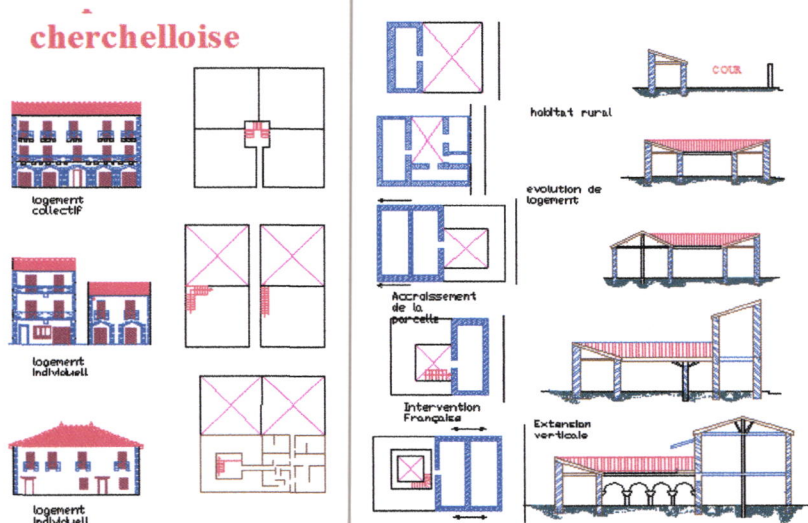 cherchelloise
logement
collectif
logement
individuell
logement
individuell
COUR
habitat rural
evolution de
logement
Accraissement
de la
parcelle
Intervention
Française
Extension
verticale